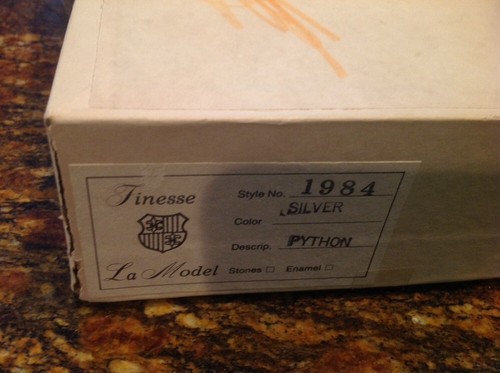 Finesse
La Model
Style No. 1984
Color SILVER
Descrip. PYTHON
Stones ☐ Enamel ☐